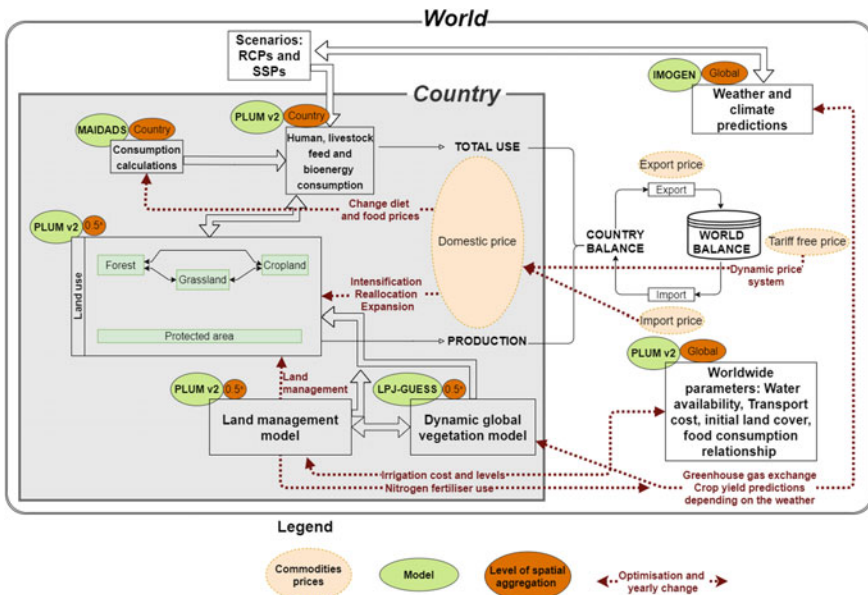 World
Scenarios:
RCPs and
SSPs
IMOGEN
Global
Weather and
climate
predictions
Country
PLUM v2
Country
MAIDADS
Country
Consumption
calculations
Human, livestock
feed and
bioenergy
consumption
TOTAL USE
Export price
Export
Change diet
and food prices
Domestic price
COUNTRY
BALANCE
WORLD
BALANCE
Tariff free price
Dynamic price
system
Import
Import price
PLUM v2
0.5°
Land use
Forest
Grassland
Cropland
Protected area
Intensification
Reallocation
Expansion
PRODUCTION
PLUM v2
Global
Worldwide
parameters: Water
availability, Transport
cost, initial land cover,
food consumption
relationship
Land
management
PLUM v2
0.5°
Land management
model
LPJ-GUESS
0.5°
Dynamic global
vegetation model
Irrigation cost and levels
Nitrogen fertiliser use
Greenhouse gas exchange
Crop yield predictions
depending on the weather
Legend
Commodities
prices
Model
Level of spatial
aggregation
Optimisation and
yearly change